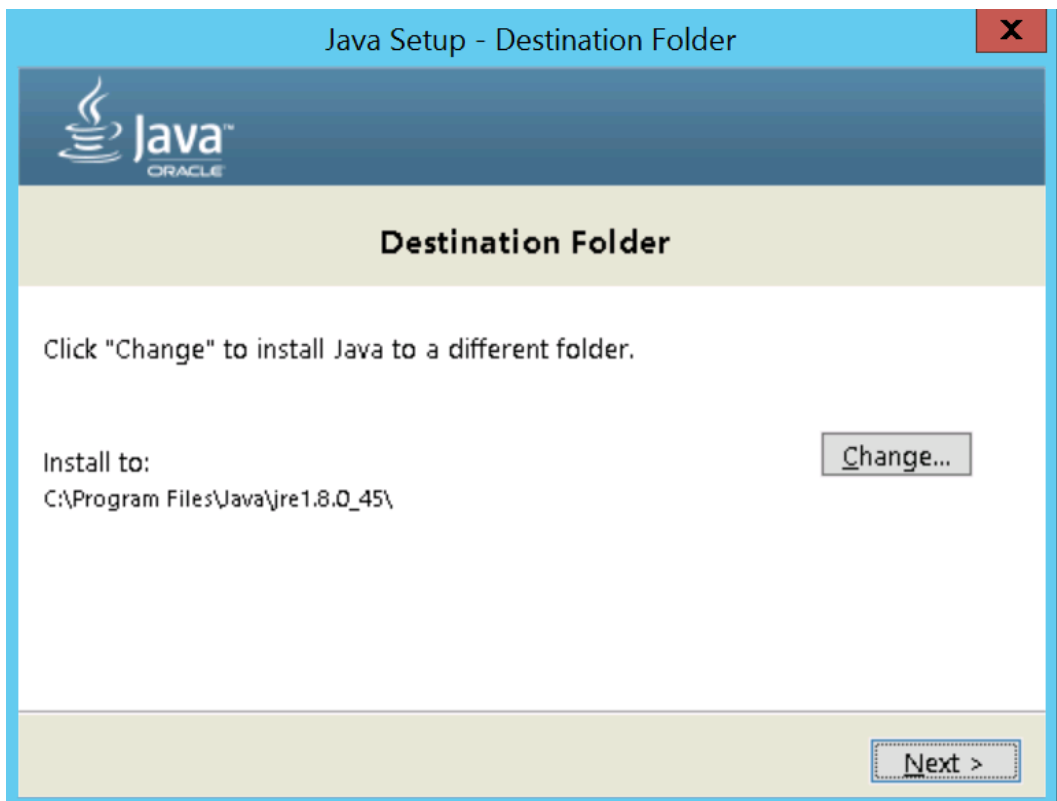 Java Setup - Destination Folder
X
Java™
ORACLE
Destination Folder
Click "Change" to install Java to a different folder.
Change...
Install to:
C:\Program Files\Java\jre1.8.0_45\
Next >